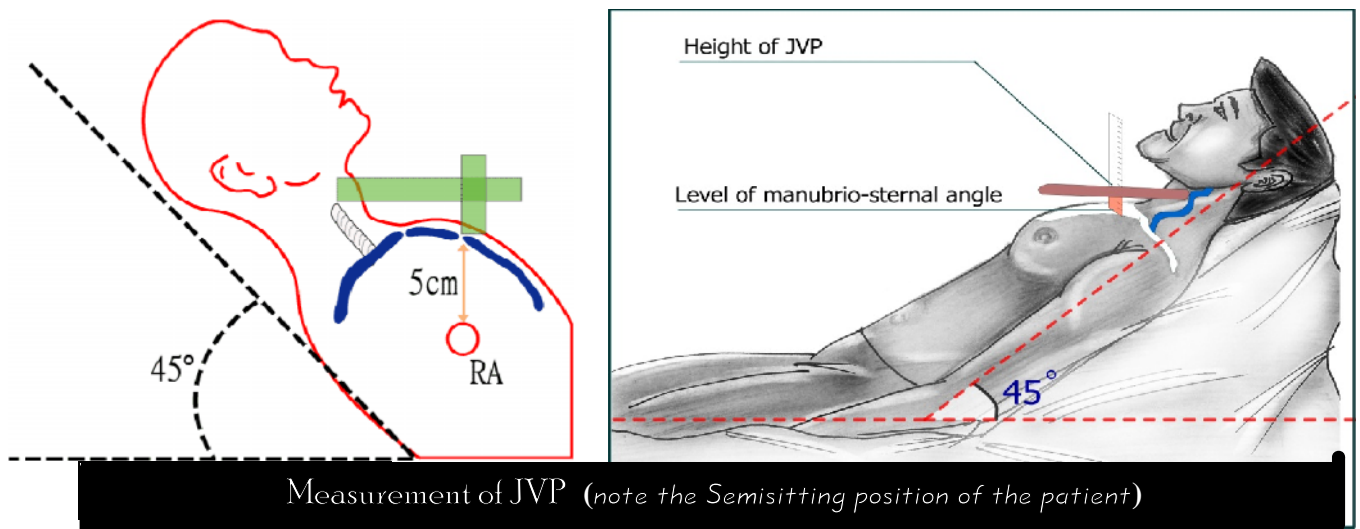 45°
5cm
RA
Height of JVP
Level of manubrio-sternal angle
45°
Measurement of JVP (note the Semisitting position of the patient)